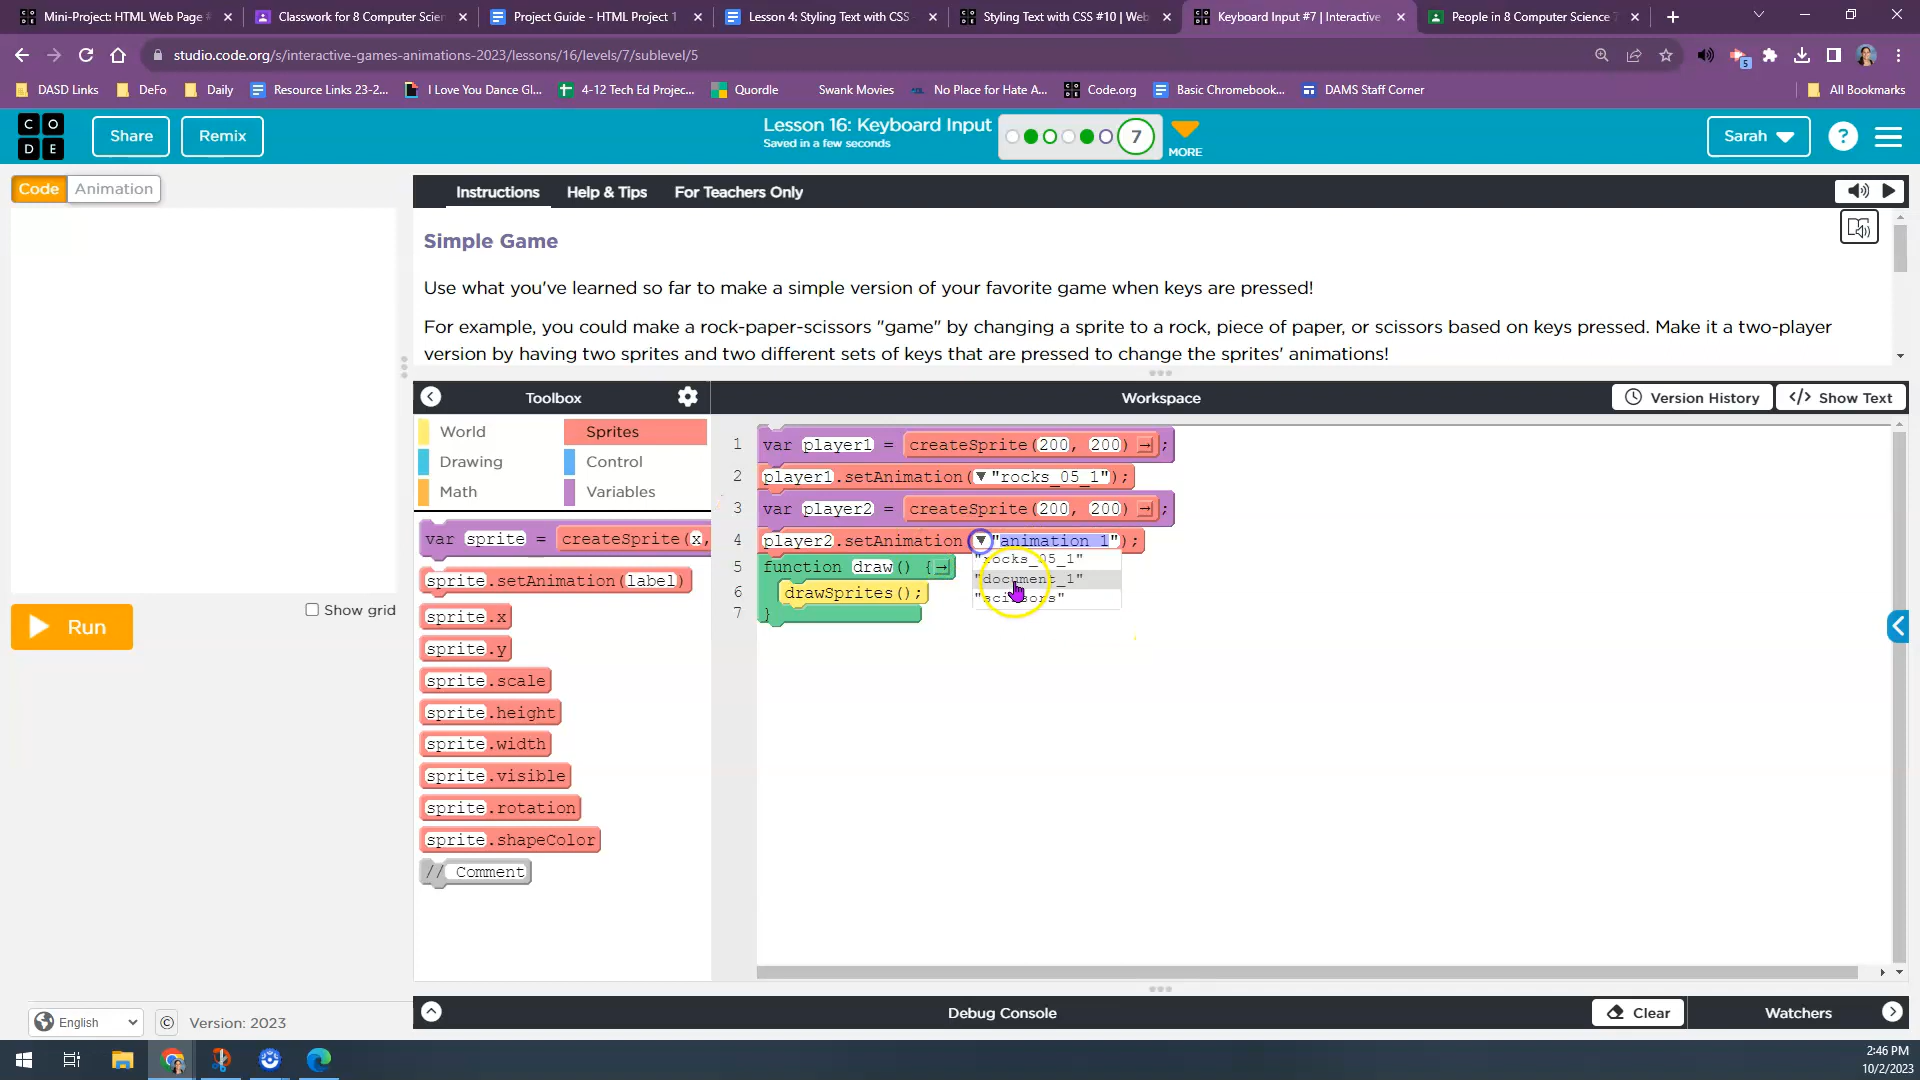 Mini-Project: HTML Web Page
Classwork for 8 Computer Scien
Project Guide - HTML Project 1
Lesson 4: Styling Text with CSS
Styling Text with CSS #10 | Web
Keyboard Input #7 | Interactive
People in 8 Computer Science 7
studio.code.org/s/interactive-games-animations-2023/lessons/16/levels/7/sublevel/5
5
DASD Links
DeFo
Daily
Resource Links 23-2...
I Love You Dance Gl...
4-12 Tech Ed Projec...
Quordle
Swank Movies
No Place for Hate A...
Code.org
Basic Chromebook...
DAMS Staff Corner
All Bookmarks
C O
D E
Share
Remix
Lesson 16: Keyboard Input
Saved in a few seconds
7
MORE
Sarah
?
Code
Animation
Instructions
Help & Tips
For Teachers Only
Simple Game
Use what you've learned so far to make a simple version of your favorite game when keys are pressed!
For example, you could make a rock-paper-scissors "game" by changing a sprite to a rock, piece of paper, or scissors based on keys pressed. Make it a two-player
version by having two sprites and two different sets of keys that are pressed to change the sprites' animations!
Show grid
Run
Toolbox
Workspace
Version History
</> Show Text
World
Sprites
Drawing
Control
Math
Variables
var sprite = createSprite(x,
sprite.setAnimation(label)
sprite.x
sprite.y
sprite.scale
sprite.height
sprite.width
sprite.visible
sprite.rotation
sprite.shapeColor
// Comment
1 var player1 = createSprite(200, 200);
2 player1.setAnimation("rocks_05_1");
3 var player2 = createSprite(200, 200);
4 player2.setAnimation("animation_1");
"rocks_05_1"
"document_1"
"scissors"
5 function draw() {
6 drawSprites();
7 }
Debug Console
Clear
Watchers
English
© Version: 2023
2:46 PM
10/2/2023